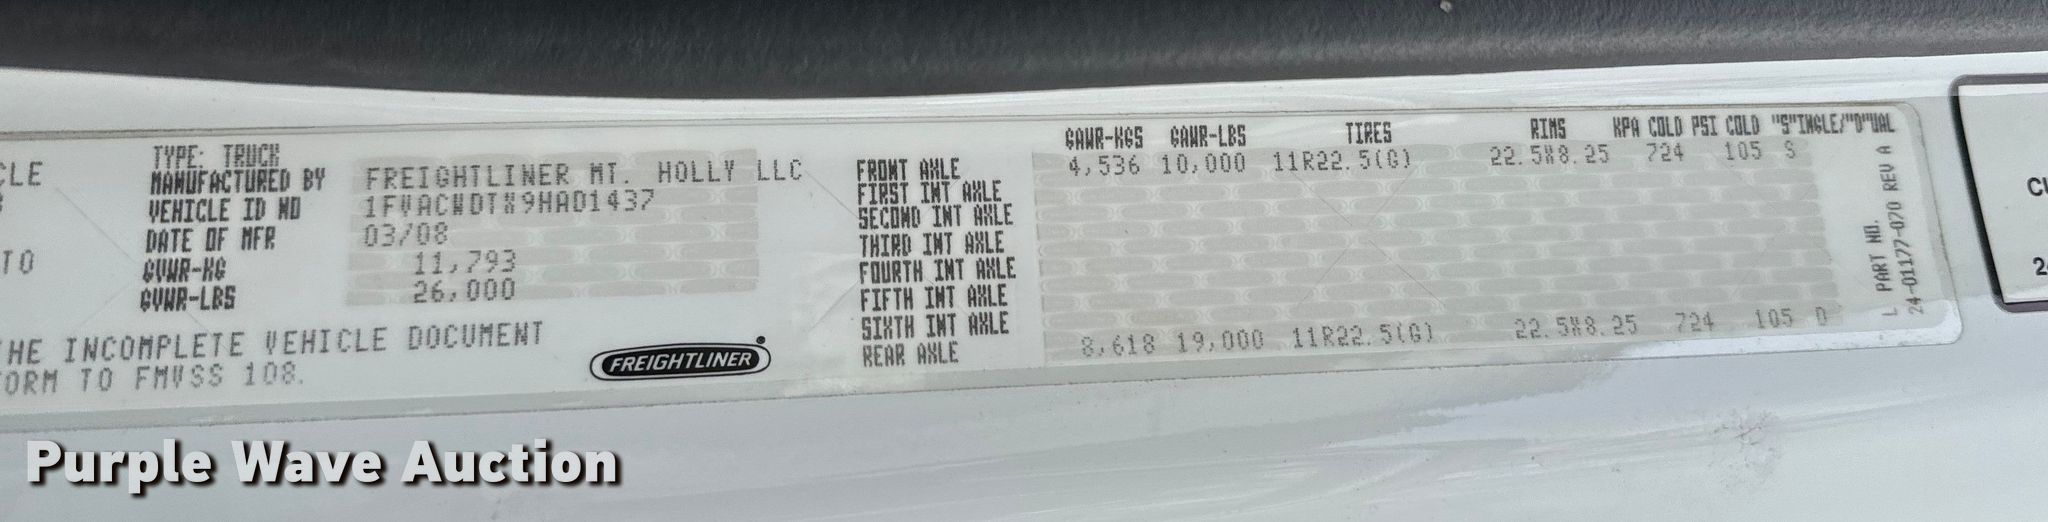 CLE
TO
THE INCOMPLETE VEHICLE DOCUMENT
FORM TO FMVSS 108.
TYPE: TRUCK
MANUFACTURED BY FREIGHTLINER MT. HOLLY LLC
VEHICLE ID NO 1FVACWDTX9HAD1437
DATE OF MFR 03/08
GVWR-KG 11,793
GVWR-LBS 26,000
FREIGHTLINER
GAWR-KGS GAWR-LBS TIRES RIMS KPA COLD PSI COLD "S"INGLE/"D"UAL
FRONT AXLE 4,536 10,000 11R22.5(G) 22.5X8.25 724 105 S
FIRST INT AXLE
SECOND INT AXLE
THIRD INT AXLE
FOURTH INT AXLE
FIFTH INT AXLE
SIXTH INT AXLE
REAR AXLE 8,618 19,000 11R22.5(G) 22.5X8.25 724 105 D
L PART NO.
24-01177-070 REV A
CU
2
Purple Wave Auction